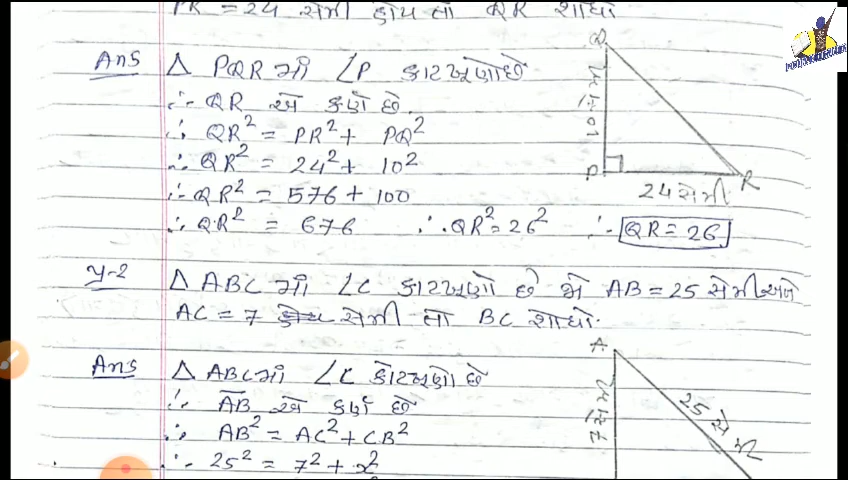 PR = 24 સેમી હોય તો QR શોધો
Ans
Δ PQR માં ∠P કાટખૂણો છે
∴ QR એ કર્ણ છે.
∴ QR² = PR² + PQ²
∴ QR² = 24² + 10²
∴ QR² = 576 + 100
∴ QR² = 676 ∴ QR² = 26² ∴ QR = 26
Q
10 સેમી
P
24 સેમી
R
પ્ર-2 Δ ABC માં ∠C કાટખૂણો છે જો AB = 25 સેમી અને
AC = 7 સેમી તો BC શોધો.
Ans
Δ ABC માં ∠C કાટખૂણો છે
∴ AB એ કર્ણ છે
∴ AB² = AC² + CB²
∴ 25² = 7² + x²
A
7 સેમી
25 સેમી